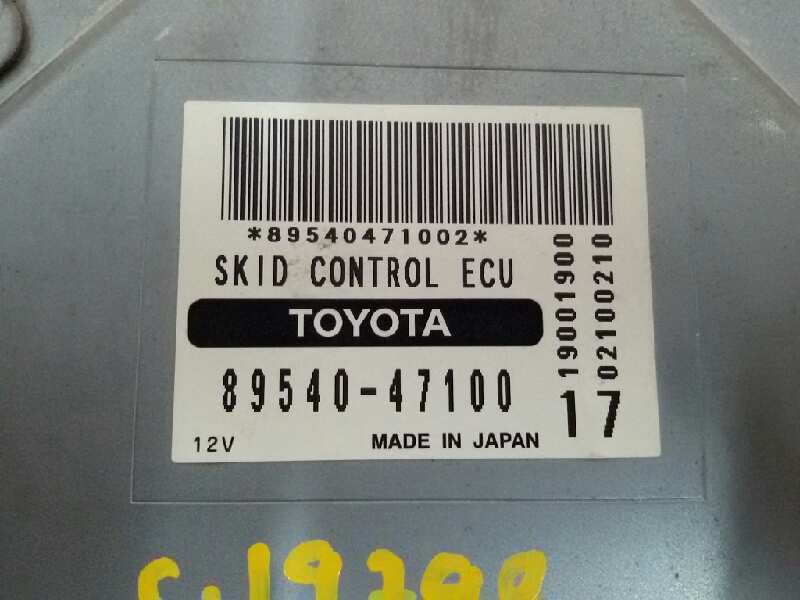 *89540471002*
SKID CONTROL ECU
TOYOTA
89540-47100
12V
MADE IN JAPAN
17
19001900
02100210